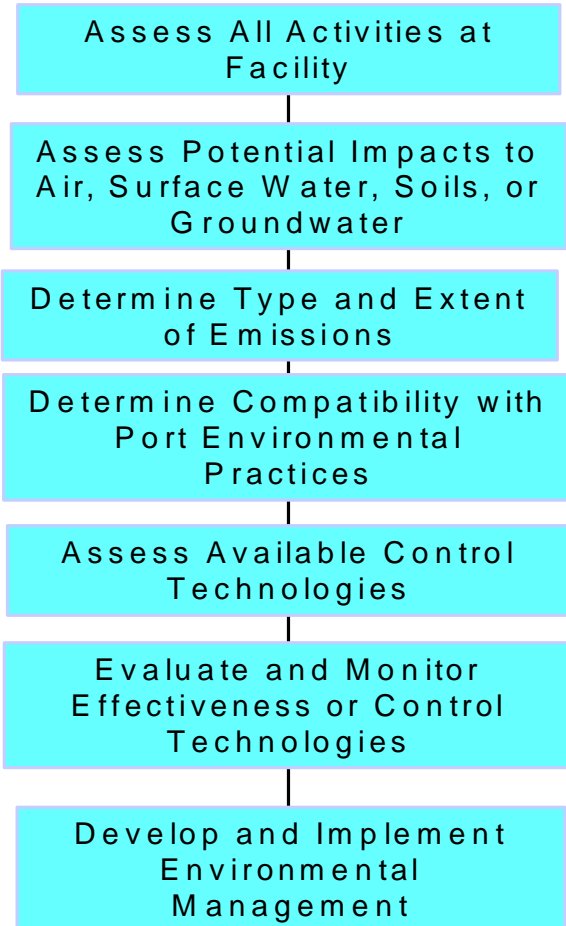 Assess All Activities at
Facility
Assess Potential Impacts to
Air, Surface Water, Soils, or
Groundwater
Determine Type and Extent
of Emissions
Determine Compatibility with
Port Environmental
Practices
Assess Available Control
Technologies
Evaluate and Monitor
Effectiveness or Control
Technologies
Develop and Implement
Environmental
Management